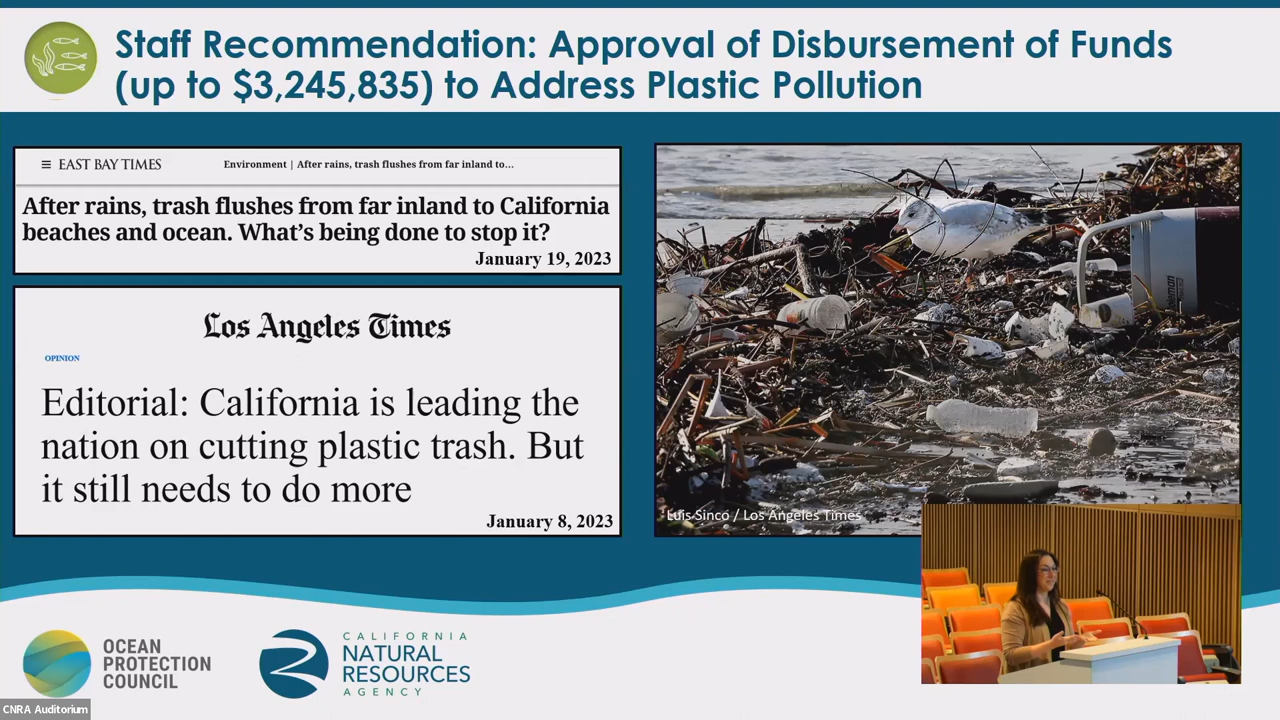 Staff Recommendation: Approval of Disbursement of Funds
(up to $3,245,835) to Address Plastic Pollution
≡ EAST BAY TIMES
Environment | After rains, trash flushes from far inland to...
After rains, trash flushes from far inland to California
beaches and ocean. What's being done to stop it?
January 19, 2023
Los Angeles Times
OPINION
Editorial: California is leading the
nation on cutting plastic trash. But
it still needs to do more
January 8, 2023
Coleman
Luis Sinco / Los Angeles Times
OCEAN
PROTECTION
COUNCIL
CALIFORNIA
NATURAL
RESOURCES
AGENCY
CNRA Auditorium